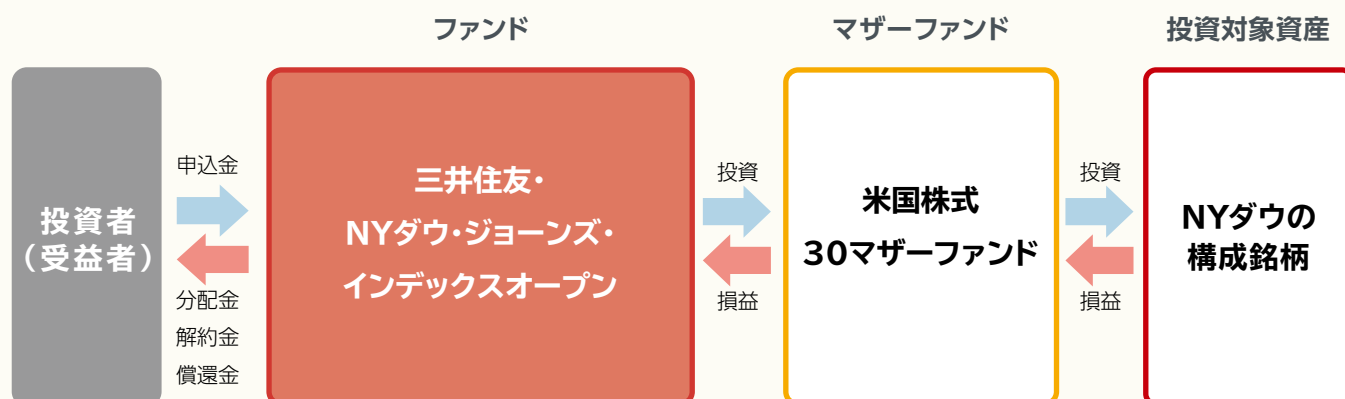 ファンド
マザーファンド
投資対象資産
投資者
（受益者）
申込金
分配金
解約金
償還金
三井住友・
NYダウ・ジョーンズ・
インデックスオープン
投資
損益
米国株式
30マザーファンド
投資
損益
NYダウの
構成銘柄